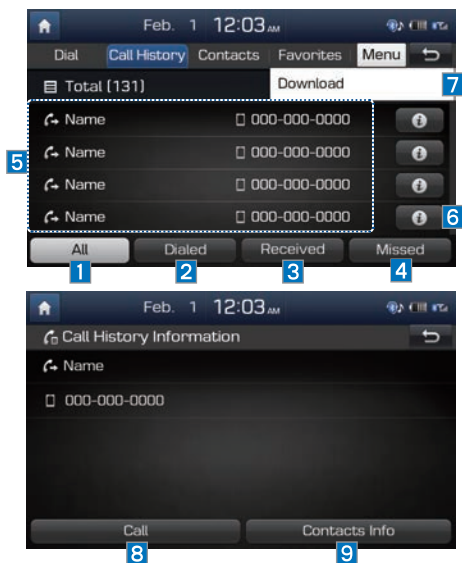 Feb. 1 12:03 AM
Dial Call History Contacts Favorites Menu
Total (131) Download 7
Name 000-000-0000
5 Name 000-000-0000
Name 000-000-0000
Name 000-000-0000 6
All Dialed Received Missed
1 2 3 4
Feb. 1 12:03 AM
Call History Information
Name
000-000-0000
Call Contacts Info
8 9